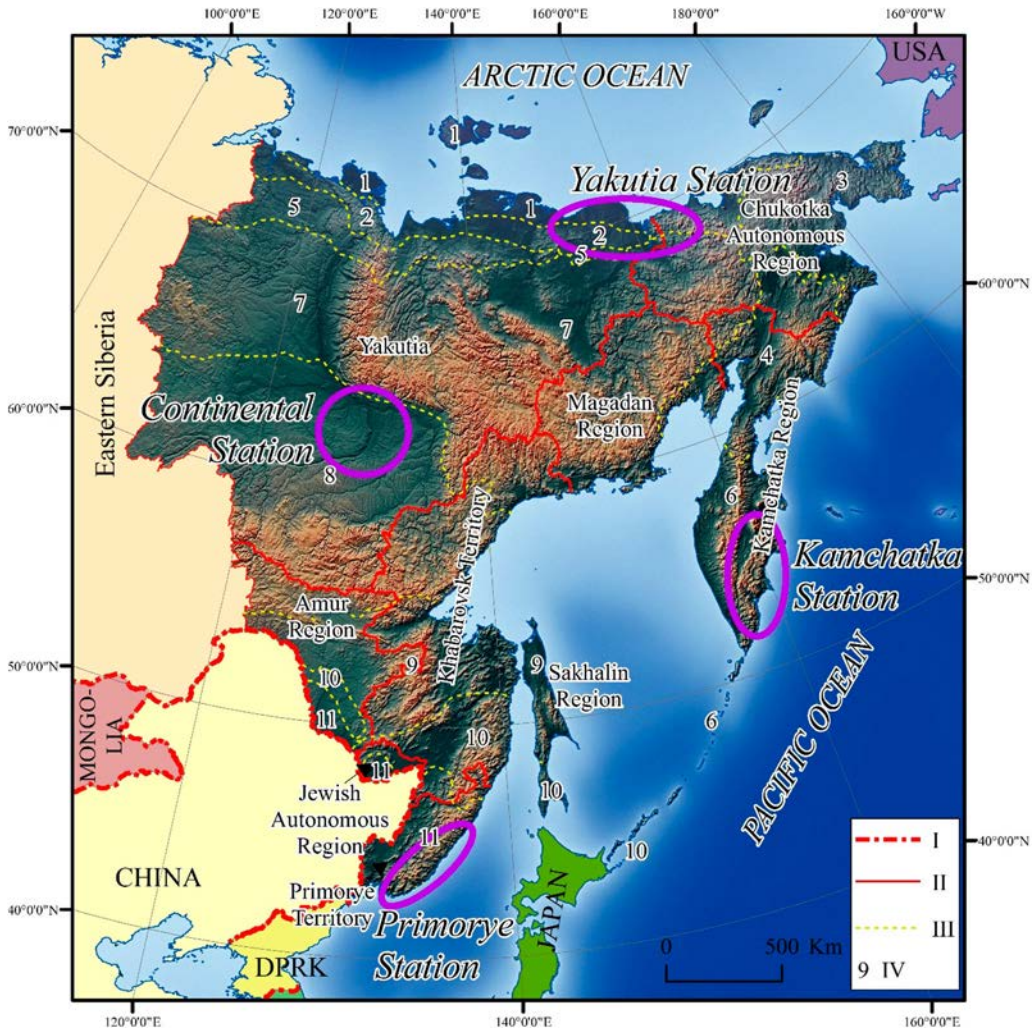 100°0'0"E
120°0'0"E
140°0'0"E
160°0'0"E
180°0'0"
160°0'0"W
USA
ARCTIC OCEAN
70°0'0"N
1
Yakutia Station
3
1
1
5
2
2
Chukotka
Autonomous
Region
5
60°0'0"N
7
7
Yakutia
4
Eastern Siberia
60°0'0"N
Continental
Station
Magadan
Region
8
6
Kamchatka Region
Khabarovsk Territory
Kamchatka
Station
50°0'0"N
Amur
Region
50°0'0"N
9
9
Sakhalin
Region
10
6
11
10
PACIFIC OCEAN
MONGO-
LIA
11
10
Jewish
Autonomous
Region
11
10
40°0'0"N
CHINA
Primorye
Territory
40°0'0"N
Primorye
Station
JAPAN
DPRK
0 500 Km
I
II
III
9 IV
120°0'0"E
140°0'0"E
160°0'0"E